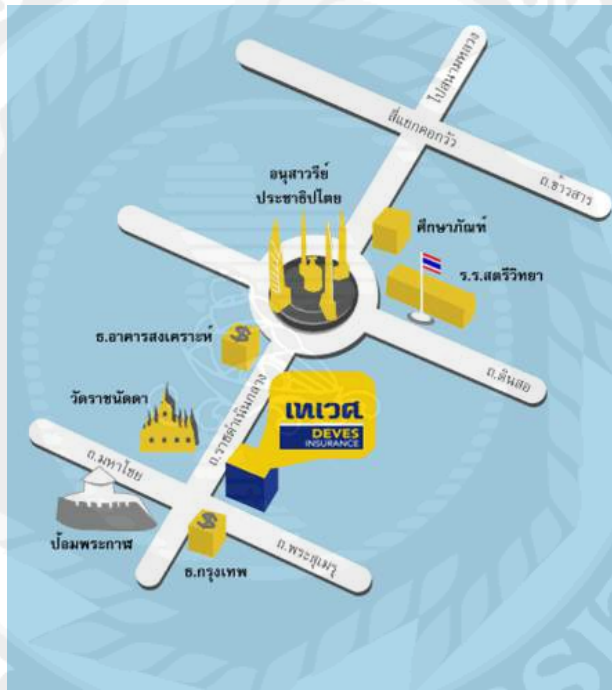 ไปสนามหลวง
สี่แยกคอกวัว
ถ.ข้าวสาร
อนุสาวรีย์
ประชาธิปไตย
ศึกษาภัณฑ์
ร.ร.สตรีวิทยา
ธ.อาคารสงเคราะห์
ถ.ดินสอ
วัดราชนัดดา
ถ.ราชดำเนินกลาง
เทเวศ
DEVES
INSURANCE
ถ.มหาไชย
ป้อมพระกาฬ
ธ.กรุงเทพ
ถ.พระสุเมรุ